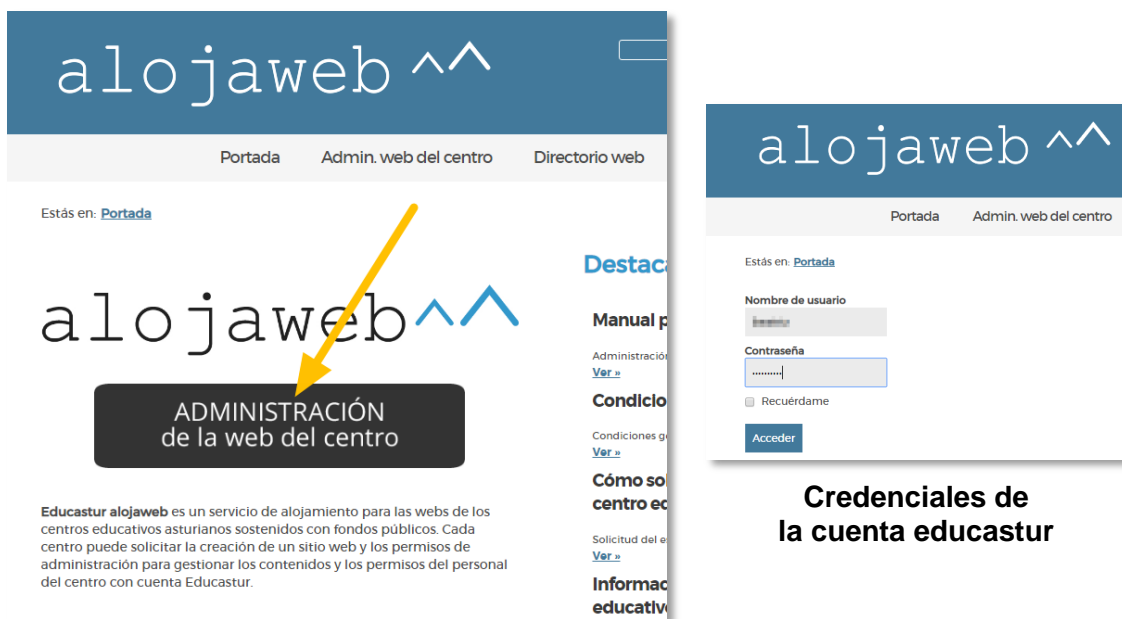 alojaweb ^^
Portada Admin. web del centro Directorio web
Estás en: Portada
alojaweb^^
ADMINISTRACIÓN
de la web del centro
Educastur alojaweb es un servicio de alojamiento para las webs de los
centros educativos asturianos sostenidos con fondos públicos. Cada
centro puede solicitar la creación de un sitio web y los permisos de
administración para gestionar los contenidos y los permisos del personal
del centro con cuenta Educastur.
Destaca
Manual p
Administración
Ver »
Condicio
Condiciones g
Ver »
Cómo sol
centro ed
Solicitud del e
Ver »
Informac
educativ
alojaweb ^^
Portada Admin. web del centro
Estás en: Portada
Nombre de usuario
Contraseña
Recuérdame
Acceder
Credenciales de
la cuenta educastur